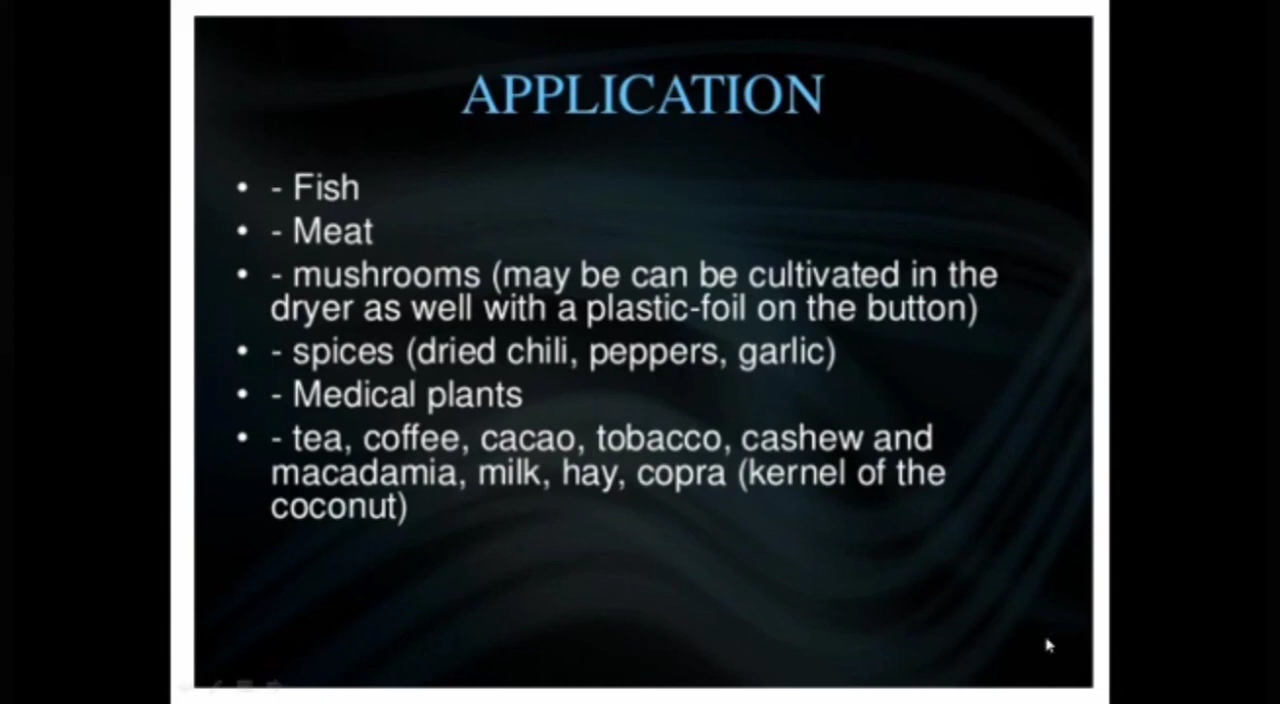 APPLICATION
• - Fish
• - Meat
• - mushrooms (may be can be cultivated in the
dryer as well with a plastic-foil on the button)
• - spices (dried chili, peppers, garlic)
• - Medical plants
• - tea, coffee, cacao, tobacco, cashew and
macadamia, milk, hay, copra (kernel of the
coconut)